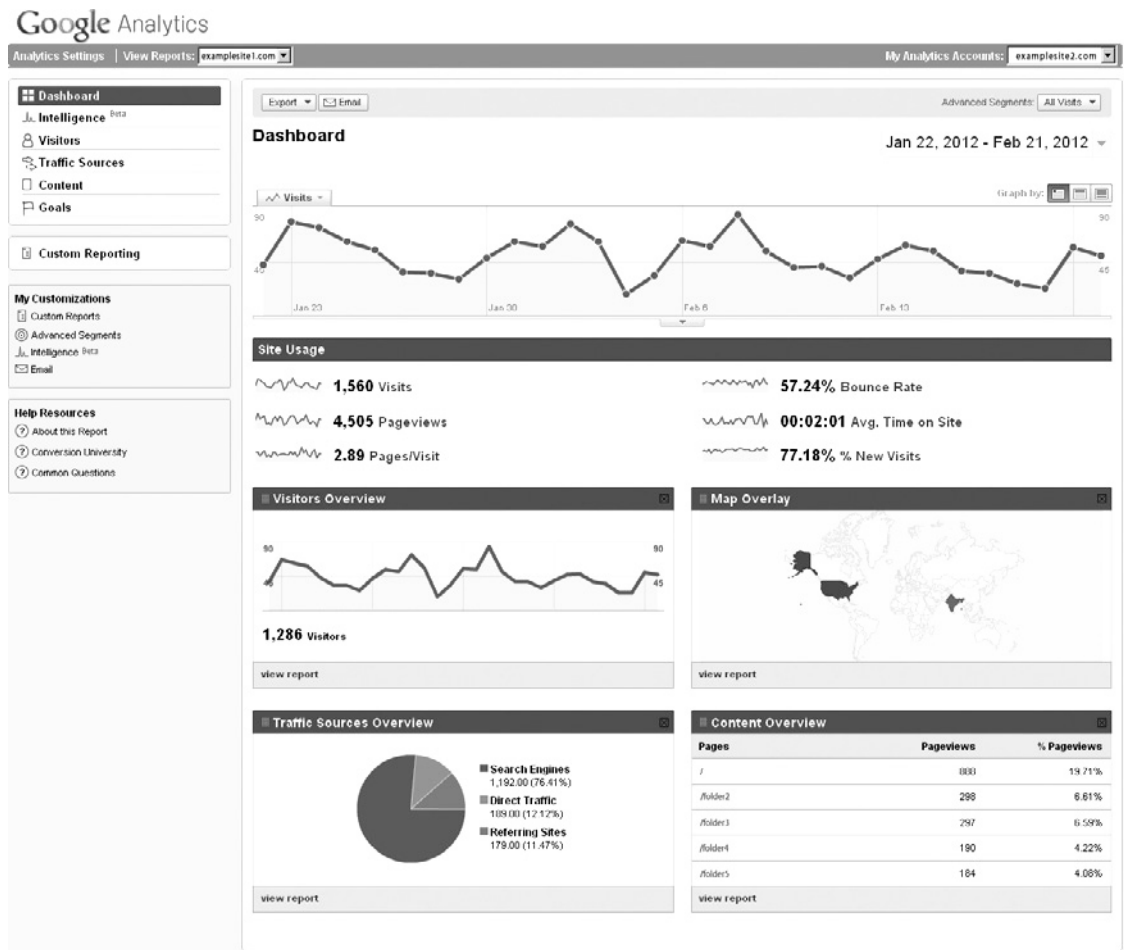 Google Analytics
Analytics Settings | View Reports: examplesite1.com My Analytics Accounts: examplesite2.com
Dashboard
Intelligence Beta
Visitors
Traffic Sources
Content
Goals
Custom Reporting
My Customizations
Custom Reports
Advanced Segments
Intelligence Beta
Email
Help Resources
About this Report
Conversion University
Common Questions
Export Email Advanced Segments: All Visits
Dashboard
Jan 22, 2012 - Feb 21, 2012
Visits Graph by:
90 90
45 45
Jan 23 Jan 30 Feb 6 Feb 13
Site Usage
1,560 Visits 57.24% Bounce Rate
4,505 Pageviews 00:02:01 Avg. Time on Site
2.89 Pages/Visit 77.18% % New Visits
Visitors Overview
90 90
45 45
1,286 Visitors
view report
Map Overlay
view report
Traffic Sources Overview
Search Engines
1,192.00 (76.41%)
Direct Traffic
189.00 (12.12%)
Referring Sites
179.00 (11.47%)
view report
Content Overview
Pages Pageviews % Pageviews
/ 888 19.71%
/folder2 298 6.61%
/folder3 297 6.59%
/folder4 190 4.22%
/folder5 184 4.08%
view report